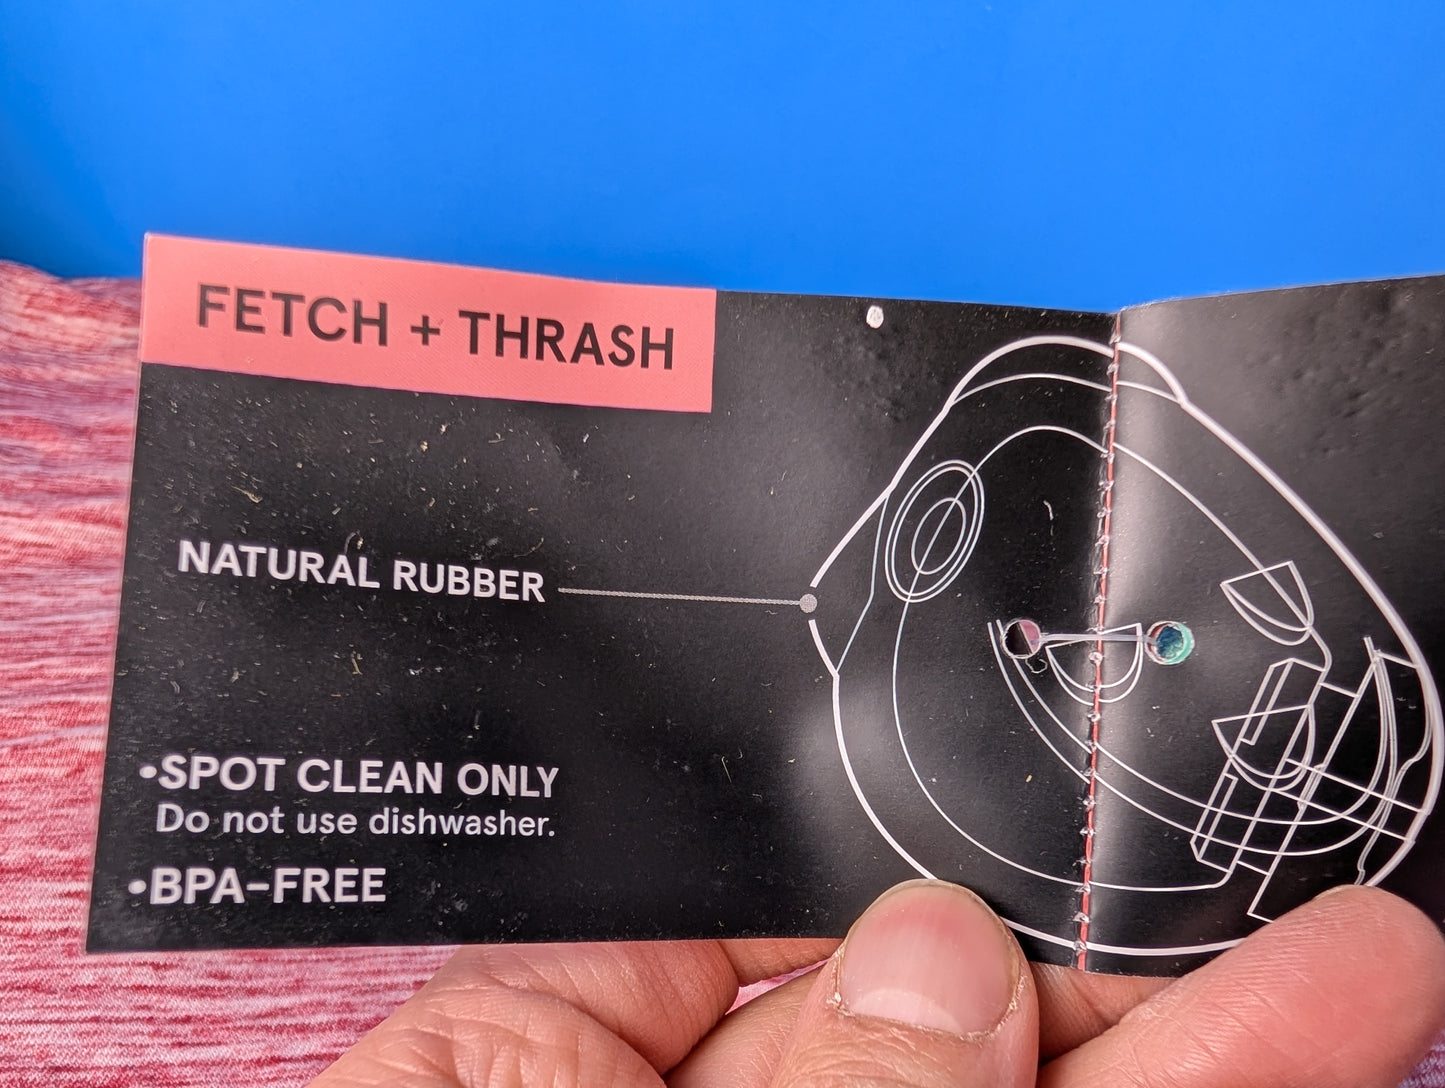 FETCH + THRASH
NATURAL RUBBER
•SPOT CLEAN ONLY
Do not use dishwasher.
•BPA-FREE